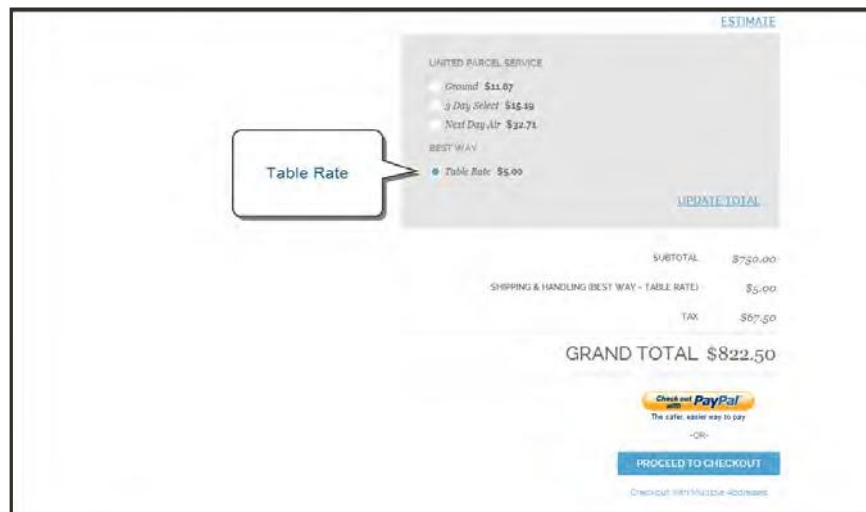 ESTIMATE
UNITED PARCEL SERVICE
Ground $11.67
3 Day Select $15.19
Next Day Air $32.71
BEST WAY
Table Rate
Table Rate $5.00
UPDATE TOTAL
SUBTOTAL $750.00
SHIPPING & HANDLING (BEST WAY - TABLE RATE) $5.00
TAX $67.50
GRAND TOTAL $822.50
Check out with PayPal
The safer, easier way to pay
-OR-
PROCEED TO CHECKOUT
Checkout With Multiple Addresses